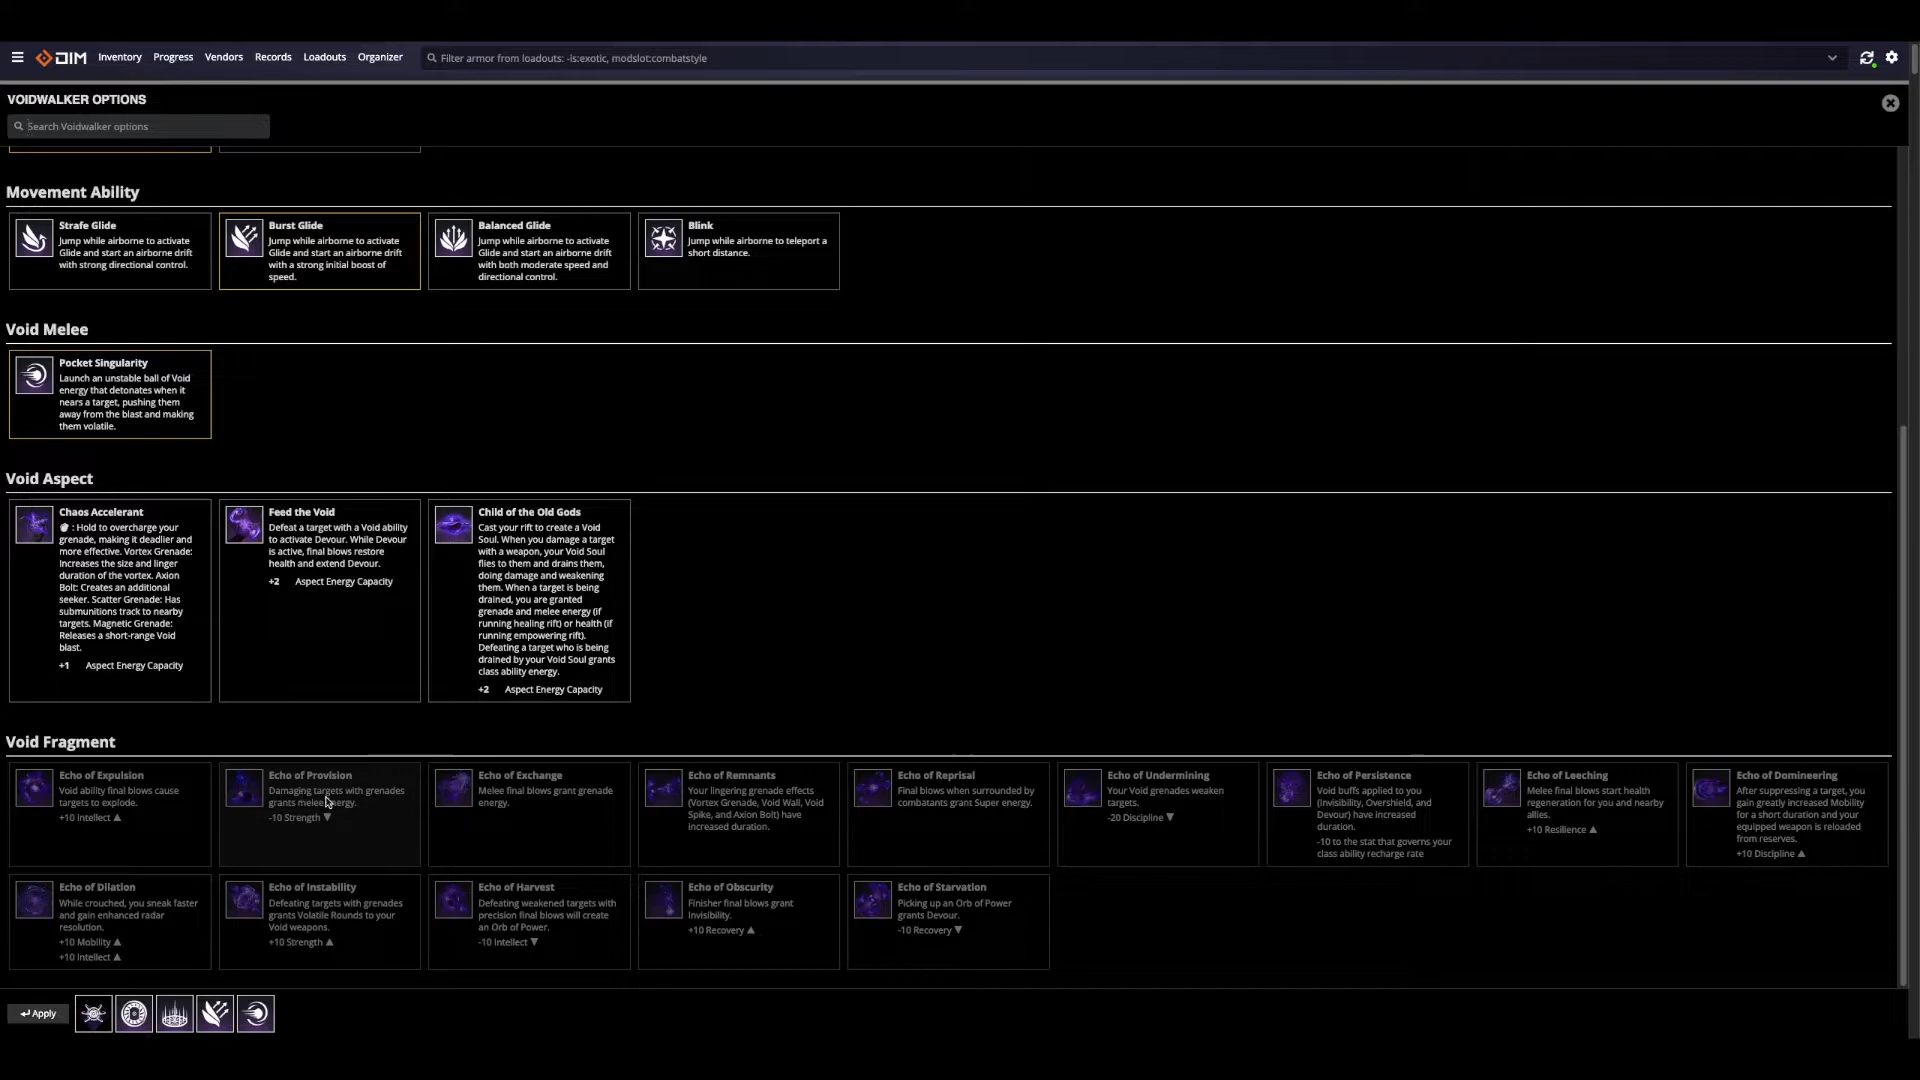 DIM Inventory Progress Vendors Records Loadouts Organizer Filter armor from loadouts: -is:exotic, modslot:combatstyle
VOIDWALKER OPTIONS
Search Voidwalker options
Movement Ability
Strafe Glide
Jump while airborne to activate
Glide and start an airborne drift
with strong directional control.
Burst Glide
Jump while airborne to activate
Glide and start an airborne drift
with a strong initial boost of
speed.
Balanced Glide
Jump while airborne to activate
Glide and start an airborne drift
with both moderate speed and
directional control.
Blink
Jump while airborne to teleport a
short distance.
Void Melee
Pocket Singularity
Launch an unstable ball of Void
energy that detonates when it
nears a target, pushing them
away from the blast and making
them volatile.
Void Aspect
Chaos Accelerant
: Hold to overcharge your
grenade, making it deadlier and
more effective. Vortex Grenade:
Increases the size and linger
duration of the vortex. Axion
Bolt: Creates an additional
seeker. Scatter Grenade: Has
submunitions track to nearby
targets. Magnetic Grenade:
Releases a short-range Void
blast.
+1 Aspect Energy Capacity
Feed the Void
Defeat a target with a Void ability
to activate Devour. While Devour
is active, final blows restore
health and extend Devour.
+2 Aspect Energy Capacity
Child of the Old Gods
Cast your rift to create a Void
Soul. When you damage a target
with a weapon, your Void Soul
flies to them and drains them,
doing damage and weakening
them. When a target is being
drained, you are granted
grenade and melee energy (if
running healing rift) or health (if
running empowering rift).
Defeating a target who is being
drained by your Void Soul grants
class ability energy.
+2 Aspect Energy Capacity
Void Fragment
Echo of Expulsion
Void ability final blows cause
targets to explode.
+10 Intellect ▲
Echo of Provision
Damaging targets with grenades
grants melee energy.
-10 Strength ▼
Echo of Exchange
Melee final blows grant grenade
energy.
Echo of Remnants
Your lingering grenade effects
(Vortex Grenade, Void Wall, Void
Spike, and Axion Bolt) have
increased duration.
Echo of Reprisal
Final blows when surrounded by
combatants grant Super energy.
Echo of Undermining
Your Void grenades weaken
targets.
-20 Discipline ▼
Echo of Persistence
Void buffs applied to you
(Invisibility, Overshield, and
Devour) have increased
duration.
-10 to the stat that governs your
class ability recharge rate
Echo of Leeching
Melee final blows start health
regeneration for you and nearby
allies.
+10 Resilience ▲
Echo of Domineering
After suppressing a target, you
gain greatly increased Mobility
for a short duration and your
equipped weapon is reloaded
from reserves.
+10 Discipline ▲
Echo of Dilation
While crouched, you sneak faster
and gain enhanced radar
resolution.
+10 Mobility ▲
+10 Intellect ▲
Echo of Instability
Defeating targets with grenades
grants Volatile Rounds to your
Void weapons.
+10 Strength ▲
Echo of Harvest
Defeating weakened targets with
precision final blows will create
an Orb of Power.
-10 Intellect ▼
Echo of Obscurity
Finisher final blows grant
Invisibility.
+10 Recovery ▲
Echo of Starvation
Picking up an Orb of Power
grants Devour.
-10 Recovery ▼
Apply